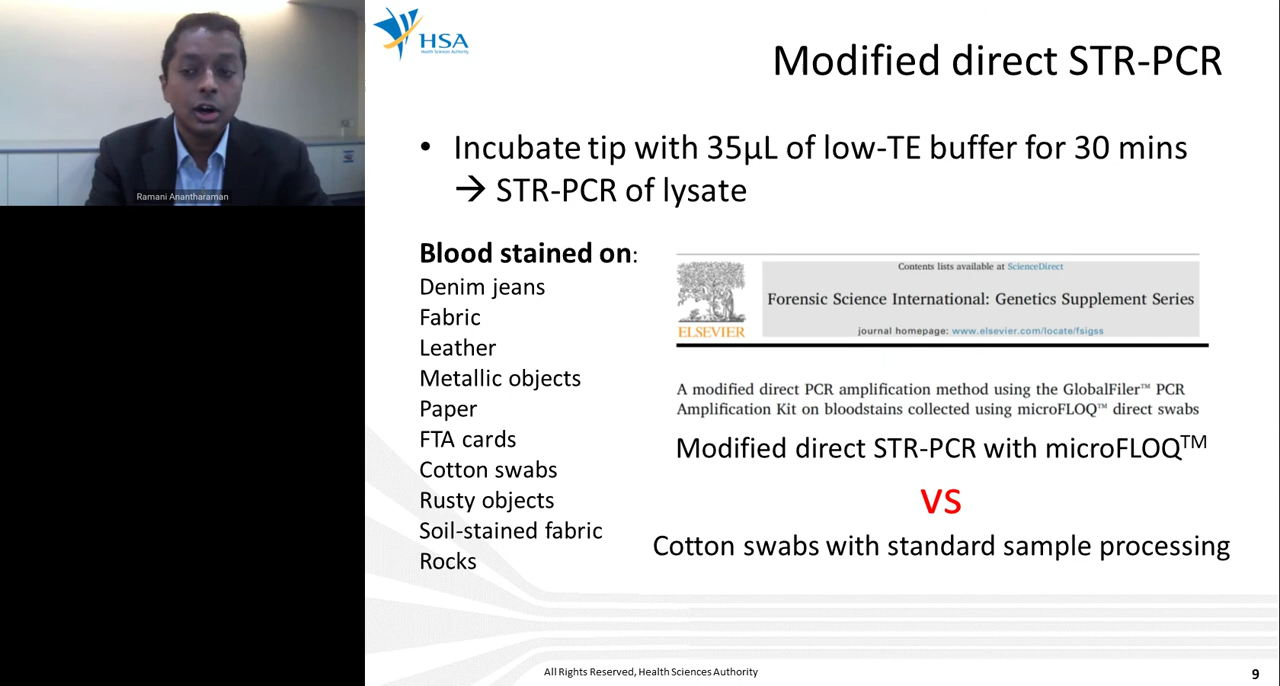 Ramani Anantharaman
HSA
Health Sciences Authority
Modified direct STR-PCR
• Incubate tip with 35µL of low-TE buffer for 30 mins
→ STR-PCR of lysate
Blood stained on:
Denim jeans
Fabric
Leather
Metallic objects
Paper
FTA cards
Cotton swabs
Rusty objects
Soil-stained fabric
Rocks
ELSEVIER
Contents lists available at ScienceDirect
Forensic Science International: Genetics Supplement Series
journal homepage: www.elsevier.com/locate/fsigss
A modified direct PCR amplification method using the GlobalFiler™ PCR
Amplification Kit on bloodstains collected using microFLOQ™ direct swabs
Modified direct STR-PCR with microFLOQ™
VS
Cotton swabs with standard sample processing
All Rights Reserved, Health Sciences Authority
9